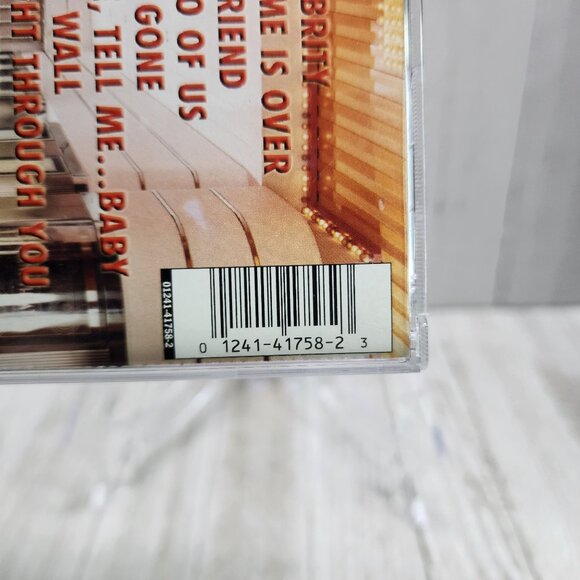 BRITY
ME IS OVER
FRIEND
O OF US
GONE
, TELL ME...BABY
WALL
HT THROUGH YOU
01241-41758-2
0 1241-41758-2 3